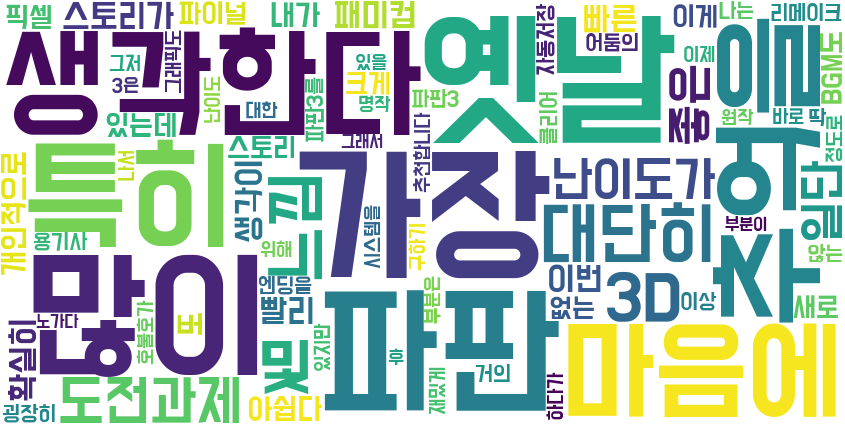 픽셀
스토리가
파이널
내가
패미컴
옛날
빠른
이게
나는
리메이크
생각한다
그래픽도
그저
3은
난이도
있을
크게
명작
대한
파판3를
파판3
자동저장
어둠의
이제
좋은
을
BGM도
있는데
스토리
그래서
추천합니다
클리어
원작
바로
딱
정도로
특히
나서
개인적으로
생각이
느낌
가장
난이도가
추억
일단
용기사
위해
시스템을
구하기
대단히
부분이
않는
많이
또
엔딩을
빨리
파판
부분은
이번
없는
3D
이상
새로
확실히
노가다
호불호가
몇
있지만
후
거의
마음에
굉장히
도전과제
아쉽다
재밌게
하다가